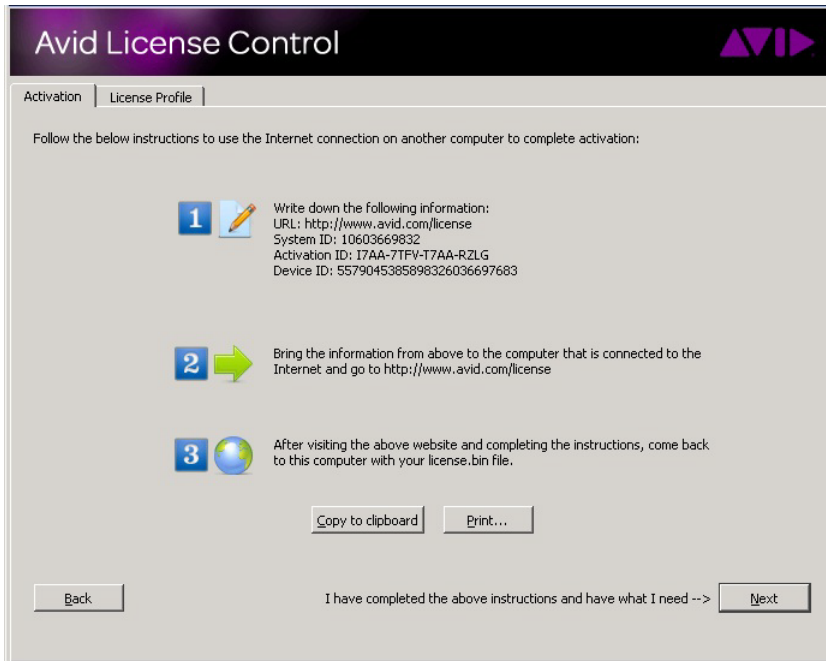 Avid License Control
AVID
Activation
License Profile
Follow the below instructions to use the Internet connection on another computer to complete activation:
1
Write down the following information:
URL: http://www.avid.com/license
System ID: 10603669832
Activation ID: I7AA-7TFV-T7AA-RZLG
Device ID: 5579045385898326036697683
2
Bring the information from above to the computer that is connected to the
Internet and go to http://www.avid.com/license
3
After visiting the above website and completing the instructions, come back
to this computer with your license.bin file.
Copy to clipboard
Print...
Back
I have completed the above instructions and have what I need -->
Next